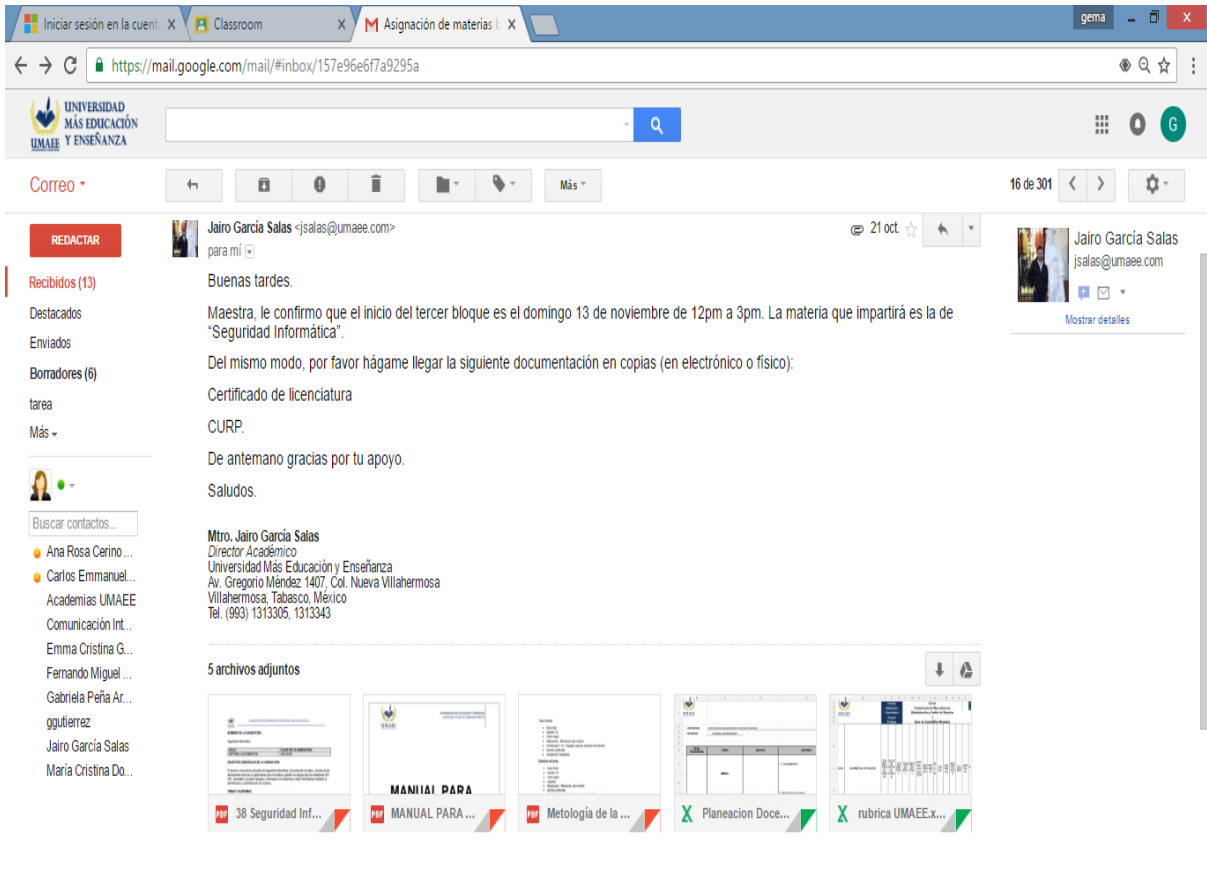 Iniciar sesión en la cuent
Classroom
Asignación de materias b
gema
https://mail.google.com/mail/#inbox/157e96e6f7a9295a
UNIVERSIDAD
MÁS EDUCACIÓN
UMAEE Y ENSEÑANZA
G
Correo
Más
16 de 301
REDACTAR
Recibidos (13)
Destacados
Enviados
Borradores (6)
tarea
Más
Buscar contactos...
Ana Rosa Cerino ...
Carlos Emmanuel...
Academias UMAEE
Comunicación Int...
Emma Cristina G...
Fernando Miguel ...
Gabriela Peña Ar...
ggutierrez
Jairo García Salas
María Cristina Do...
Jairo García Salas <jsalas@umaee.com>
21 oct.
para mí
Buenas tardes.
Maestra, le confirmo que el inicio del tercer bloque es el domingo 13 de noviembre de 12pm a 3pm. La materia que impartirá es la de
“Seguridad Informática”.
Del mismo modo, por favor hágame llegar la siguiente documentación en copias (en electrónico o físico):
Certificado de licenciatura
CURP.
De antemano gracias por tu apoyo.
Saludos.
Mtro. Jairo García Salas
Director Académico
Universidad Más Educación y Enseñanza
Av. Gregorio Méndez 1407, Col. Nueva Villahermosa
Villahermosa, Tabasco, México
Tel. (993) 1313305, 1313343
5 archivos adjuntos
MANUAL PARA
PDF 38 Seguridad Inf...
PDF MANUAL PARA ...
PDF Metología de la ...
X Planeacion Doce...
X rubrica UMAEE.x...
Jairo García Salas
jsalas@umaee.com
Mostrar detalles